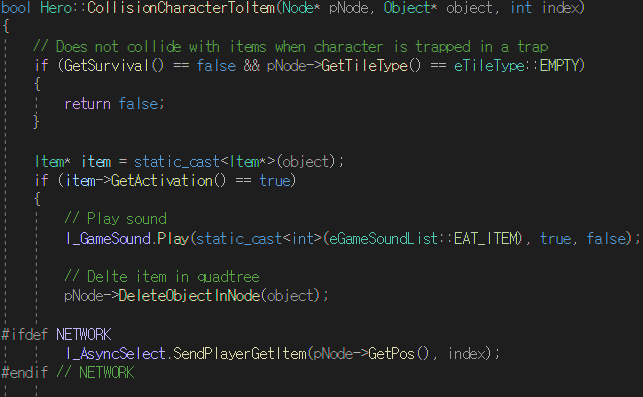 bool Hero::CollisionCharacterToItem(Node* pNode, Object* object, int index)
{
// Does not collide with items when character is trapped in a trap
if (GetSurvival() == false && pNode->GetTileType() == eTileType::EMPTY)
{
return false;
}
Item* item = static_cast<Item*>(object);
if (item->GetActivation() == true)
{
// Play sound
I_GameSound.Play(static_cast<int>(eGameSoundList::EAT_ITEM), true, false);
// Delte item in quadtree
pNode->DeleteObjectInNode(object);
#ifdef NETWORK
I_AsyncSelect.SendPlayerGetItem(pNode->GetPos(), index);
#endif // NETWORK